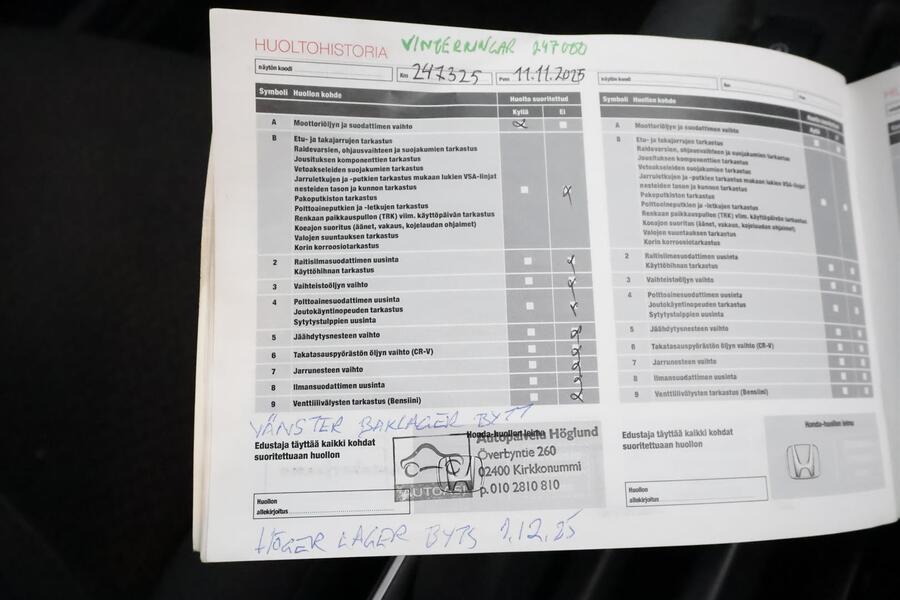 HUOLTOHISTORIA
näytön koodi
Km 247325
Pvm 11.11.2025
Symboli Huollon kohde
Huolto suoritettu
Kyllä Ei
A Moottoriöljyn ja suodattimen vaihto
B Etu- ja takajarrujen tarkastus
Raidevarsien, ohjausvaihteen ja suojakumien tarkastus
Jousituksen komponenttien tarkastus
Vetoakseleiden suojakumien tarkastus
Jarruletkujen ja -putkien tarkastus mukaan lukien VSA-linjat
nesteiden tason ja kunnon tarkastus
Pakoputkiston tarkastus
Polttoaineputkien ja -letkujen tarkastus
Renkaan paikkauspullon (TRK) viim. käyttöpäivän tarkastus
Koeajon suoritus (äänet, vakaus, kojelaudan ohjaimet)
Valojen suuntauksen tarkastus
Korin korroosiotarkastus
2 Raitisilmasuodattimen uusinta
Käyttöhihnan tarkastus
3 Vaihteistoöljyn vaihto
4 Polttoainesuodattimen uusinta
Joutokäyntinopeuden tarkastus
Sytytystulppien uusinta
5 Jäähdytysnesteen vaihto
6 Takatasauspyörästön öljyn vaihto (CR-V)
7 Jarrunesteen vaihto
8 Ilmansuodattimen uusinta
9 Venttiilivälysten tarkastus (Bensiini)
VÄNSTER BAKLAGER BYTT
Edustaja täyttää kaikki kohdat
suoritettuaan huollon
Honda-huollon leima
Autopalvelu Höglund
Överbyntie 260
02400 Kirkkonummi
p.010 2810 810
Huollon
allekirjoitus
HÖGER LAGER BYTS 1.12.25
näytön koodi
Km
Pvm
Symboli Huollon kohde
Kyllä Ei
A Moottoriöljyn ja suodattimen vaihto
B Etu- ja takajarrujen tarkastus
Raidevarsien, ohjausvaihteen ja suojakumien tarkastus
Jousituksen komponenttien tarkastus
Vetoakseleiden suojakumien tarkastus
Jarruletkujen ja -putkien tarkastus mukaan lukien VSA-linjat
nesteiden tason ja kunnon tarkastus
Pakoputkiston tarkastus
Polttoaineputkien ja -letkujen tarkastus
Renkaan paikkauspullon (TRK) viim. käyttöpäivän tarkastus
Koeajon suoritus (äänet, vakaus, kojelaudan ohjaimet)
Valojen suuntauksen tarkastus
Korin korroosiotarkastus
2 Raitisilmasuodattimen uusinta
Käyttöhihnan tarkastus
3 Vaihteistoöljyn vaihto
4 Polttoainesuodattimen uusinta
Joutokäyntinopeuden tarkastus
Sytytystulppien uusinta
5 Jäähdytysnesteen vaihto
6 Takatasauspyörästön öljyn vaihto (CR-V)
7 Jarrunesteen vaihto
8 Ilmansuodattimen uusinta
9 Venttiilivälysten tarkastus (Bensiini)
Edustaja täyttää kaikki kohdat
suoritettuaan huollon
Honda-huollon leima
Huollon
allekirjoitus